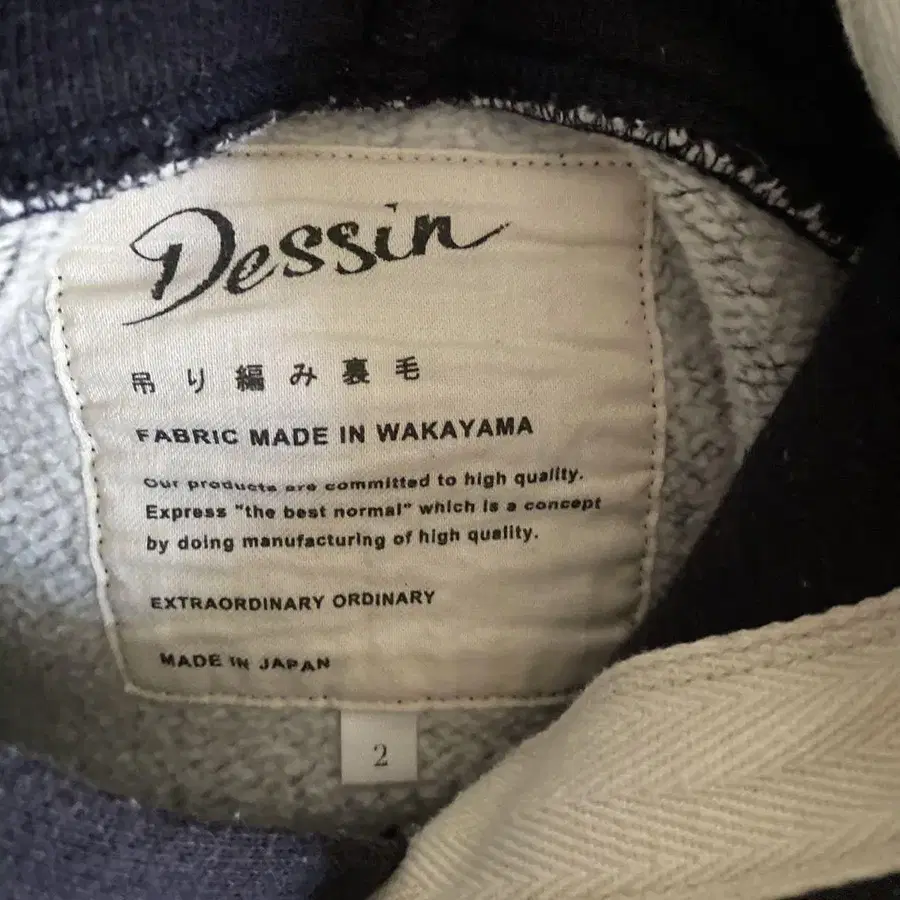 Dessin
吊り編み裏毛
FABRIC MADE IN WAKAYAMA
Our products are committed to high quality.
Express "the best normal" which is a concept
by doing manufacturing of high quality.
EXTRAORDINARY ORDINARY
MADE IN JAPAN
2